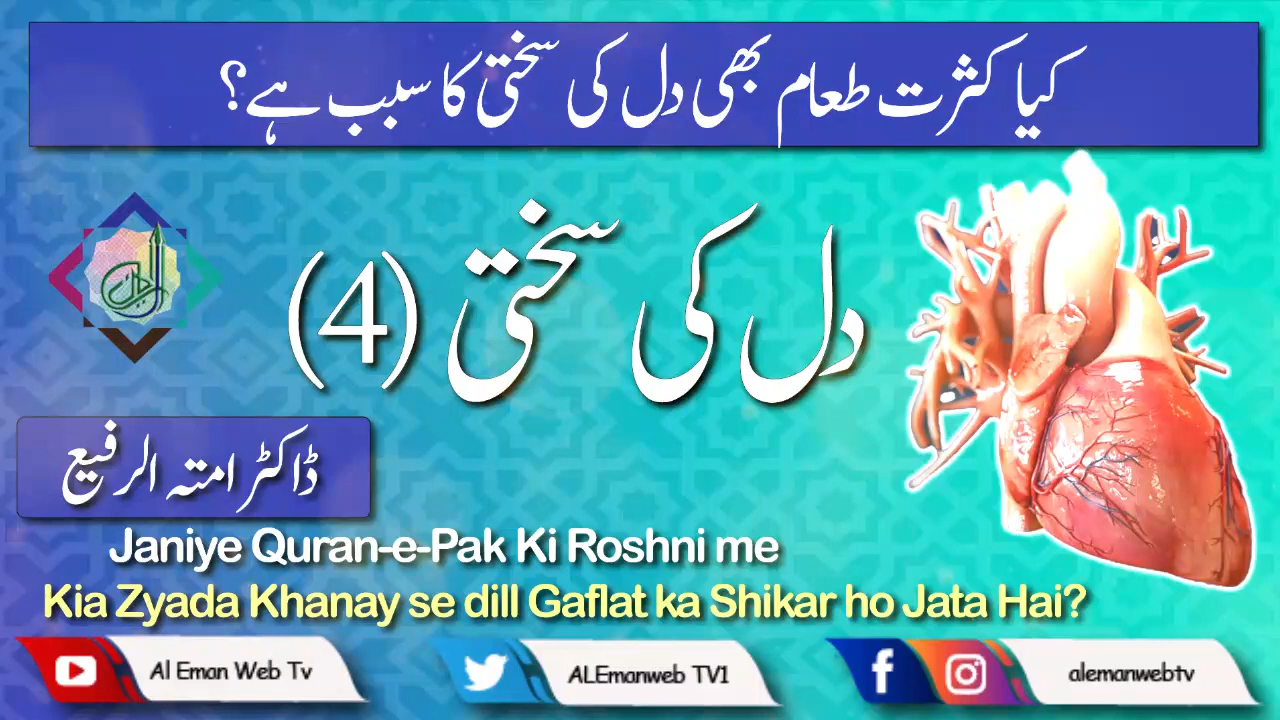 کیا کثرت طعام بھی دل کی سختی کا سبب ہے؟
دل کی سختی (4)
ڈاکٹر امتہ الرفیع
Janiye Quran-e-Pak Ki Roshni me
Kia Zyada Khanay se dill Gaflat ka Shikar ho Jata Hai?
Al Eman Web Tv
ALEmanweb TV1
alemanwebtv